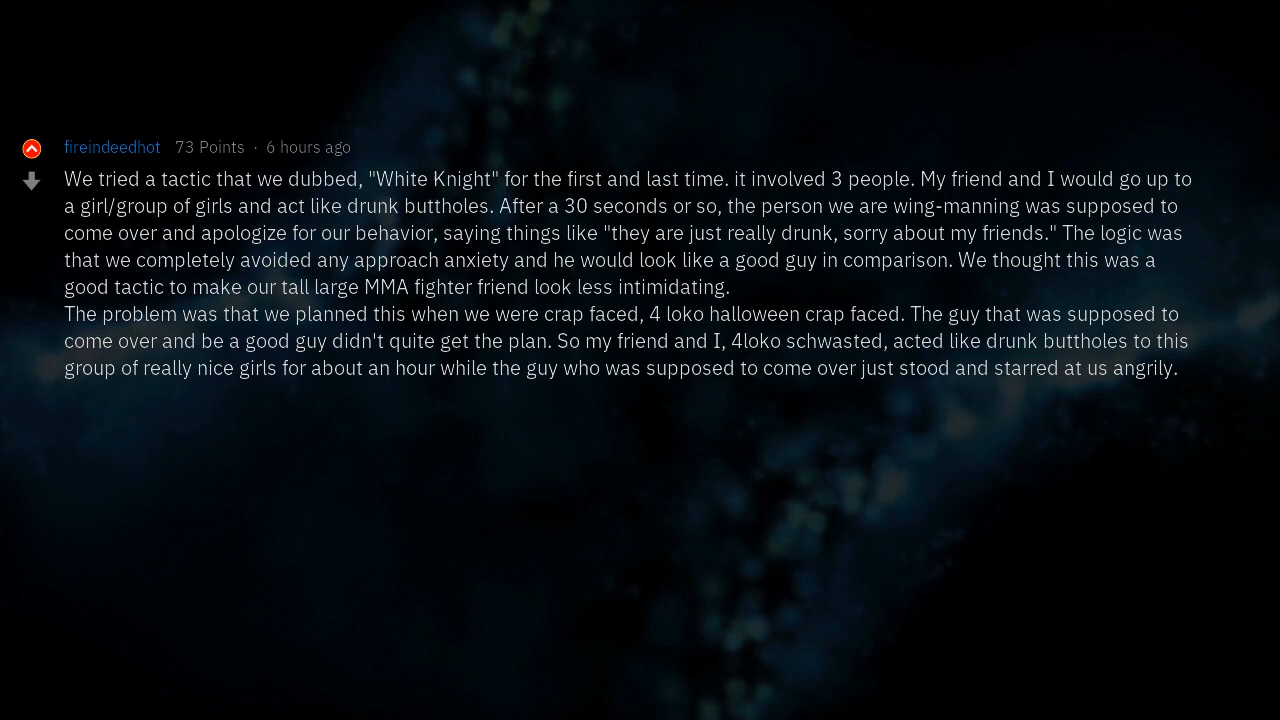 fireindeedhot 73 Points · 6 hours ago
We tried a tactic that we dubbed, "White Knight" for the first and last time. it involved 3 people. My friend and I would go up to
a girl/group of girls and act like drunk buttholes. After a 30 seconds or so, the person we are wing-manning was supposed to
come over and apologize for our behavior, saying things like "they are just really drunk, sorry about my friends." The logic was
that we completely avoided any approach anxiety and he would look like a good guy in comparison. We thought this was a
good tactic to make our tall large MMA fighter friend look less intimidating.
The problem was that we planned this when we were crap faced, 4 loko halloween crap faced. The guy that was supposed to
come over and be a good guy didn't quite get the plan. So my friend and I, 4loko schwasted, acted like drunk buttholes to this
group of really nice girls for about an hour while the guy who was supposed to come over just stood and starred at us angrily.